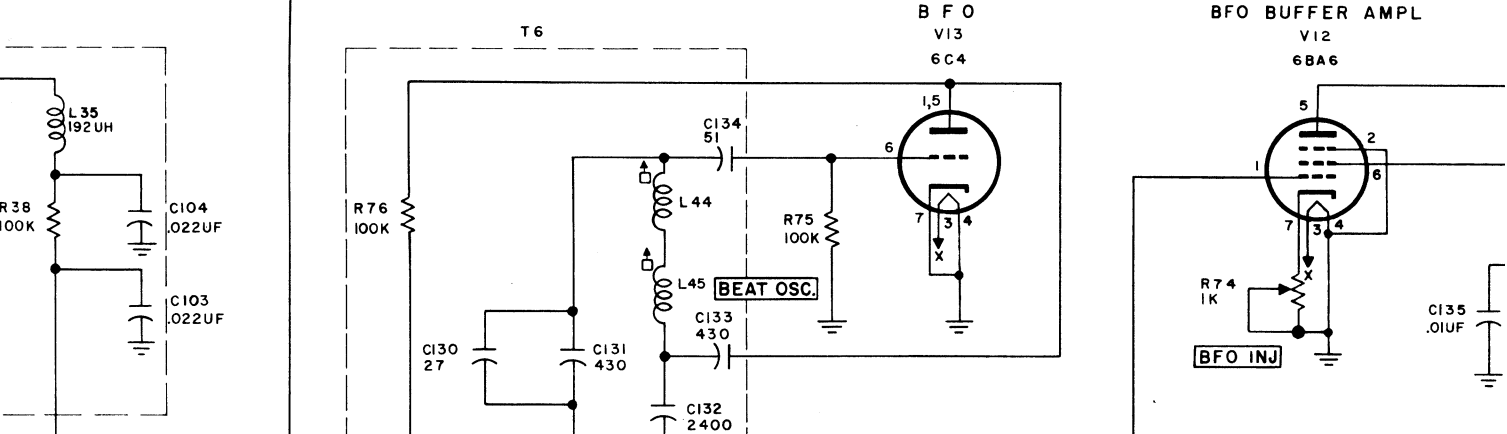 B F O
V13
6C4
BFO BUFFER AMPL
V12
6BA6
T6
L35
192UH
C104
.022UF
R38
100K
C103
.022UF
R76
100K
C134
51
L44
L45
BEAT OSC.
R75
100K
1,5
6
7
3
4
X
C130
27
C131
430
C133
430
C132
2400
5
2
1
6
7
3
4
X
R74
1K
BFO INJ
C135
.01UF